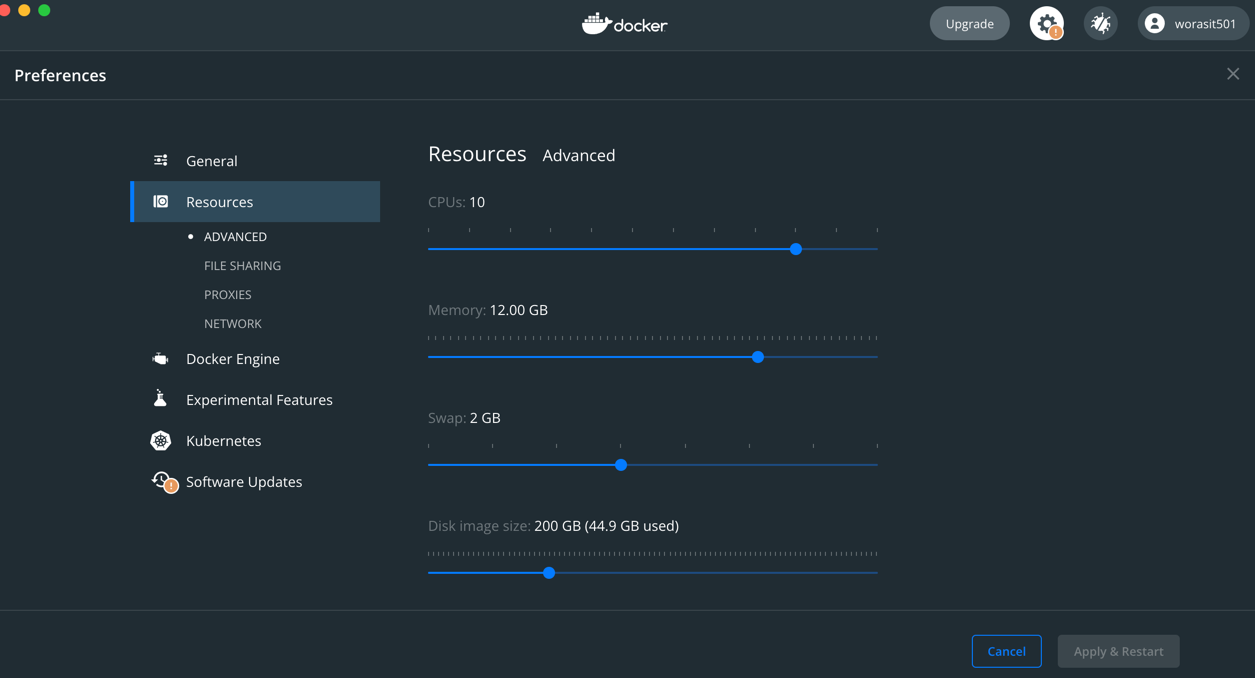 docker
Upgrade
worasit501
Preferences
General
Resources
ADVANCED
FILE SHARING
PROXIES
NETWORK
Docker Engine
Experimental Features
Kubernetes
Software Updates
Resources Advanced
CPUs: 10
Memory: 12.00 GB
Swap: 2 GB
Disk image size: 200 GB (44.9 GB used)
Cancel
Apply & Restart